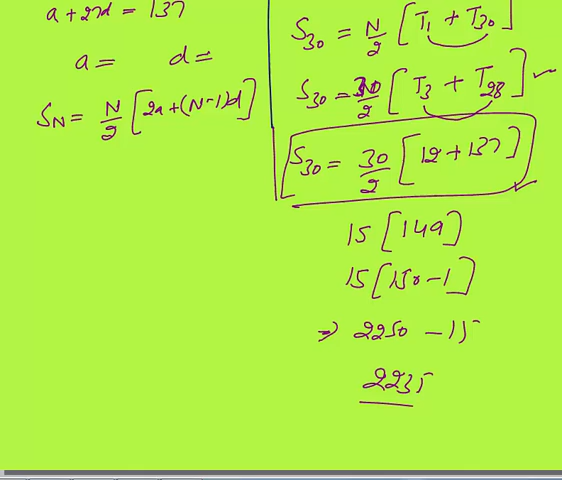 a + 27d = 137
a =    d =
S_N = N/2 [2a + (N-1)d]
S_30 = N/2 [T_1 + T_30]
S_30 = 30/2 [T_3 + T_28]
S_30 = 30/2 [12 + 137]
15 [149]
15 [150 - 1]
⇒ 2250 - 15
2235